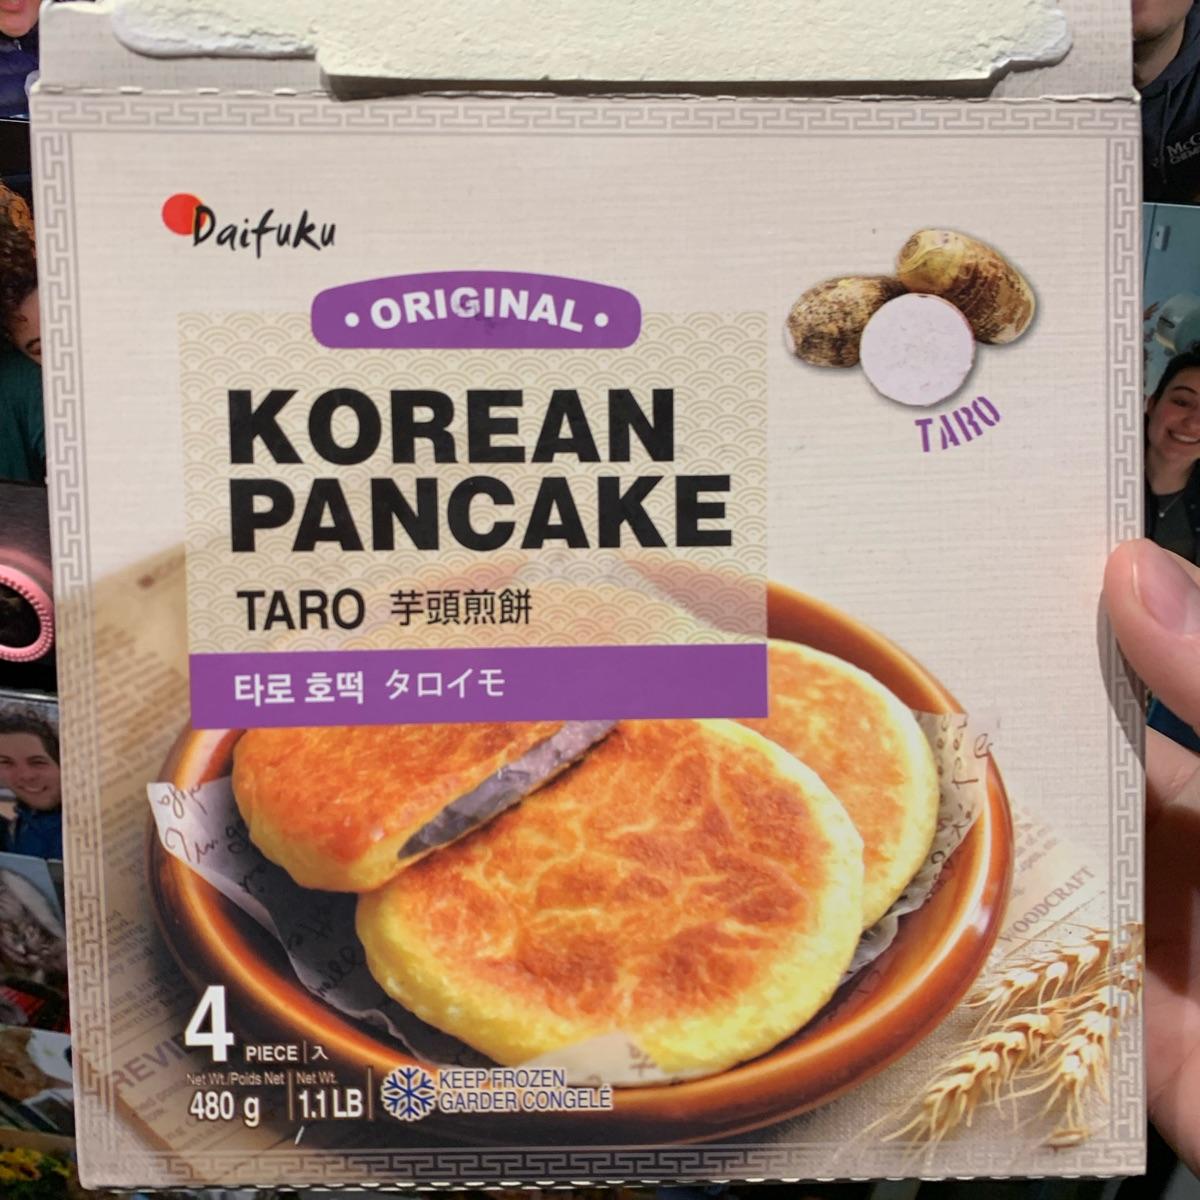 Daifuku
• ORIGINAL •
KOREAN
PANCAKE
TARO 芋頭煎餅
타로 호떡 タロイモ
TARO
WOODCRAFT
4 PIECE | 入
Net Wt./Poids Net
480 g
Net Wt.
1.1 LB
KEEP FROZEN
GARDER CONGELÉ